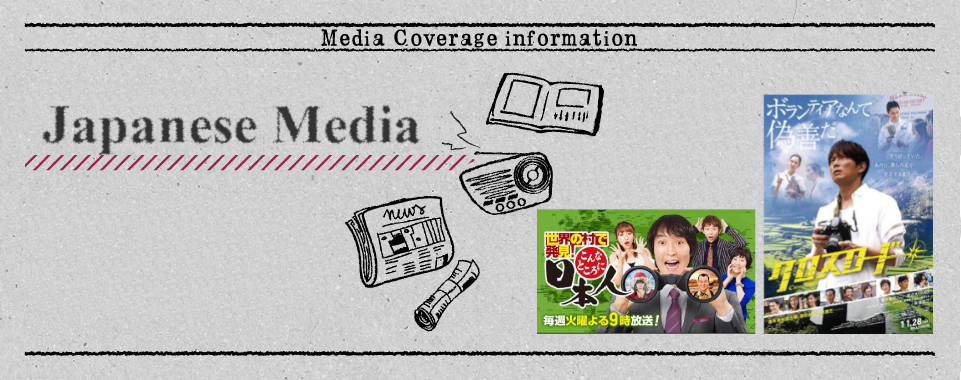 Media Coverage information
Japanese Media
news
世界の村で
発見!
こんな
ところに
日本人
毎週火曜よる9時放送!
ボランティアなんて
偽善だ
クロスロード
11.28